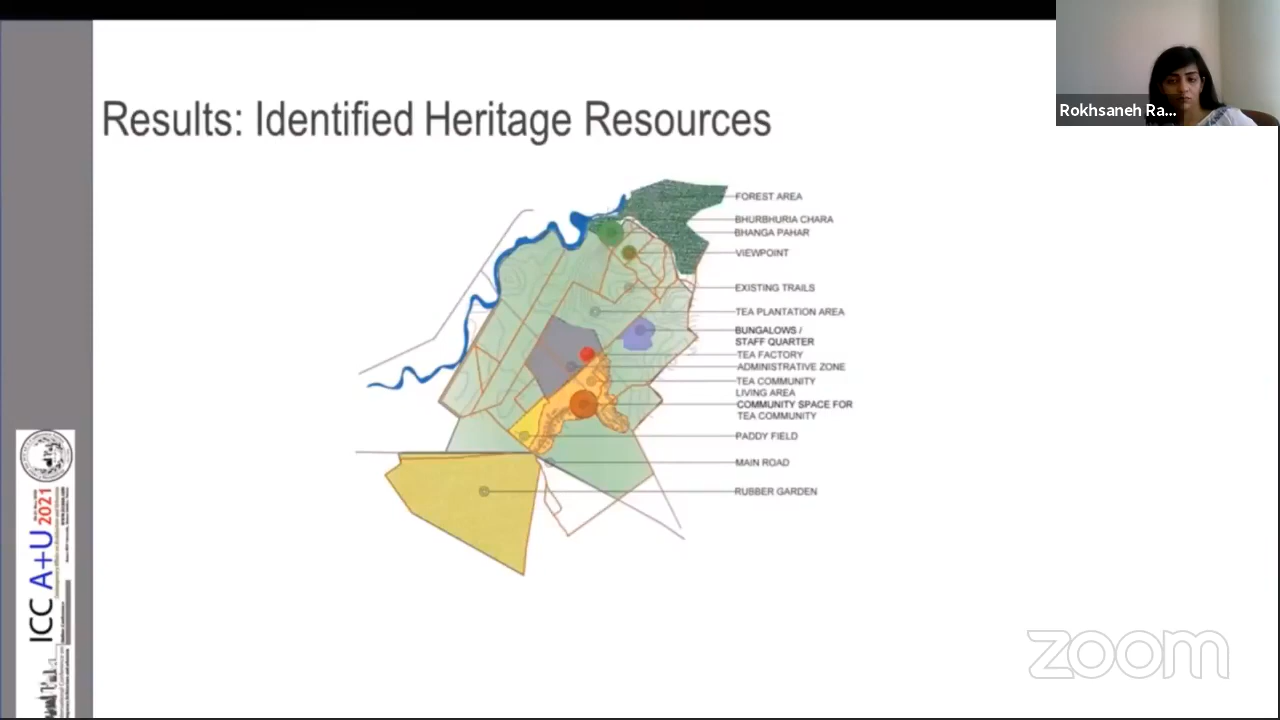 Rokhsaneh Ra...
Results: Identified Heritage Resources
FOREST AREA
BHURBHURIA CHARA
BHANGA PAHAR
VIEWPOINT
EXISTING TRAILS
TEA PLANTATION AREA
BUNGALOWS /
STAFF QUARTER
TEA FACTORY
ADMINISTRATIVE ZONE
TEA COMMUNITY
LIVING AREA
COMMUNITY SPACE FOR
TEA COMMUNITY
PADDY FIELD
MAIN ROAD
RUBBER GARDEN
ICC A+U 2021
zoom